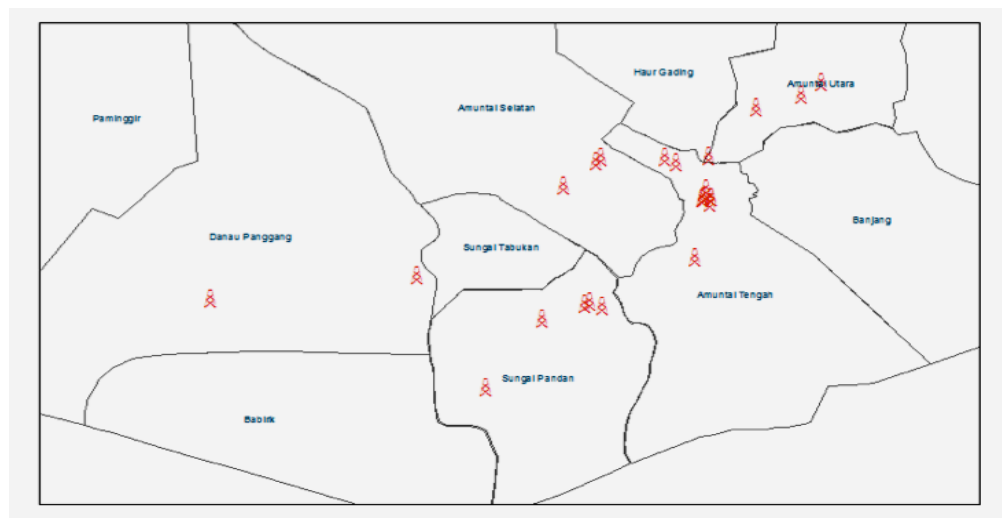 Haur Gading
Amuntai Utara
Amuntai Selatan
Paminggir
Banjang
Danau Panggang
Sungai Tabukan
Amuntai Tengah
Sungai Pandan
Babirik